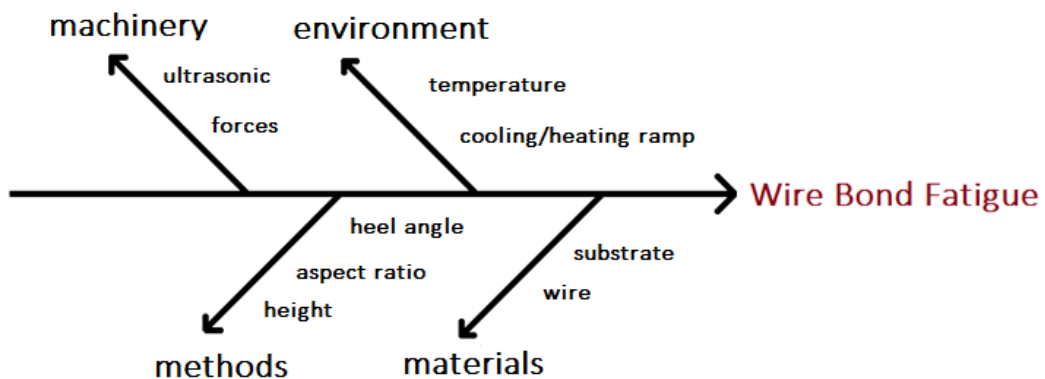 machinery
environment
ultrasonic
temperature
forces
cooling/heating ramp
Wire Bond Fatigue
heel angle
substrate
aspect ratio
wire
height
methods
materials